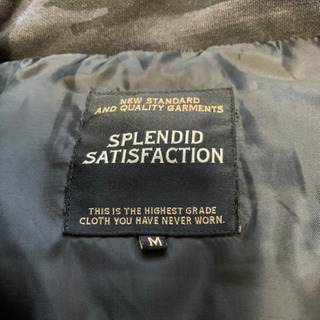 NEW STANDARD
AND QUALITY GARMENTS
SPLENDID
SATISFACTION
THIS IS THE HIGHEST GRADE
CLOTH YOU HAVE NEVER WORN.
M